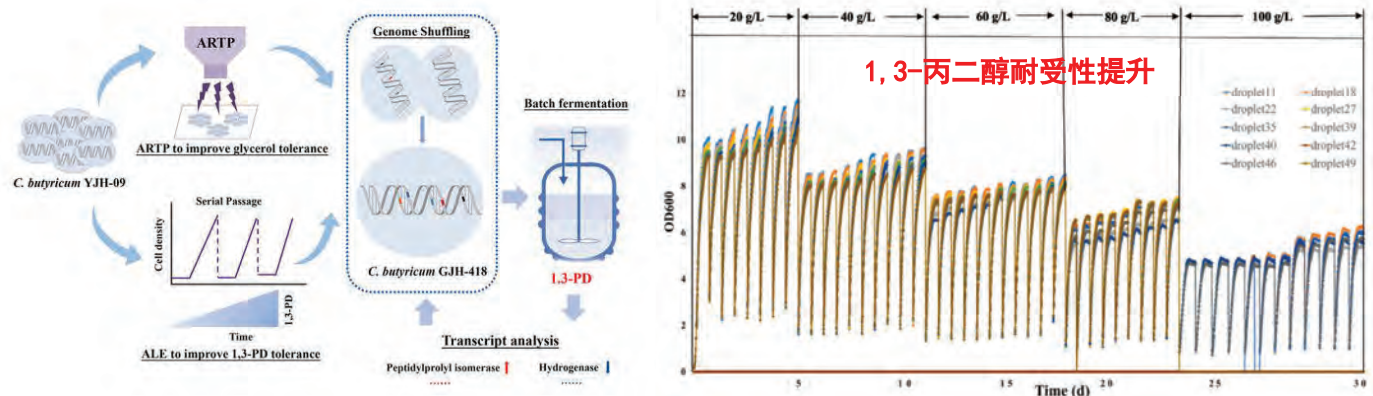 ARTP
ARTP to improve glycerol tolerance
C. butyricum YJH-09
Serial Passage
Cell density
1,3-PD
Time
ALE to improve 1,3-PD tolerance
Genome Shuffling
C. butyricum GJH-418
Batch fermentation
1.3-PD
Transcript analysis
Peptidylprolyl isomerase
Hydrogenase
20 g/L 40 g/L 60 g/L 80 g/L 100 g/L
1,3-丙二醇耐受性提升
droplet11 droplet18
droplet22 droplet27
droplet35 droplet39
droplet40 droplet42
droplet46 droplet49
OD600
12
10
8
6
4
2
0
5 10 15 20 25 30
Time (d)